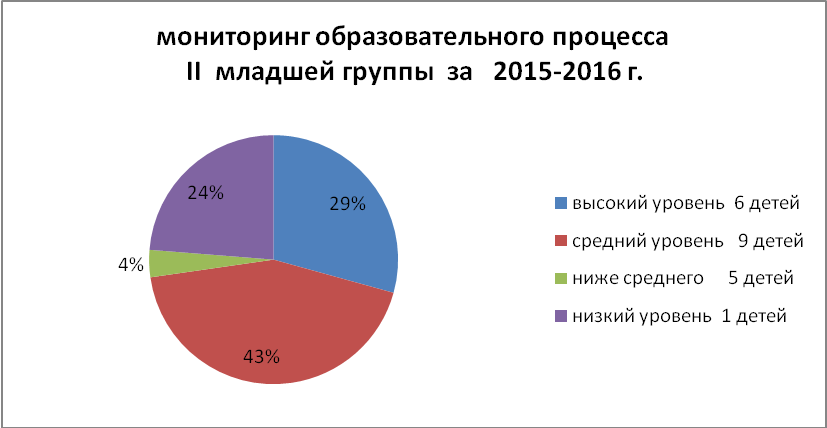 мониторинг образовательного процесса
II младшей группы за 2015-2016 г.
24%
29%
4%
43%
высокий уровень 6 детей
средний уровень 9 детей
ниже среднего 5 детей
низкий уровень 1 детей